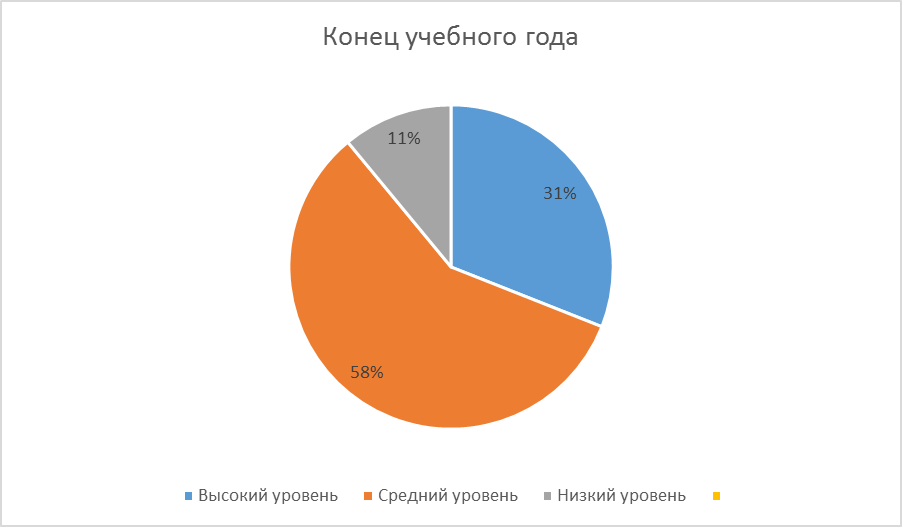 Конец учебного года
11%
31%
58%
Высокий уровень Средний уровень Низкий уровень